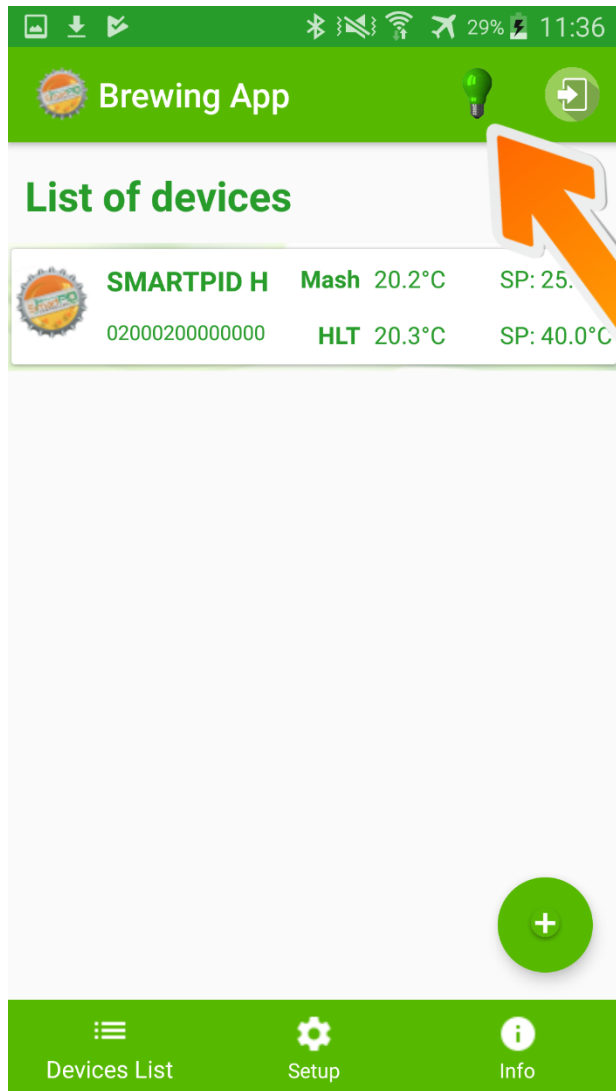 29% 11:36
Brewing App
List of devices
SMARTPID H Mash 20.2°C SP: 25.
02000200000000 HLT 20.3°C SP: 40.0°C
Devices List Setup Info